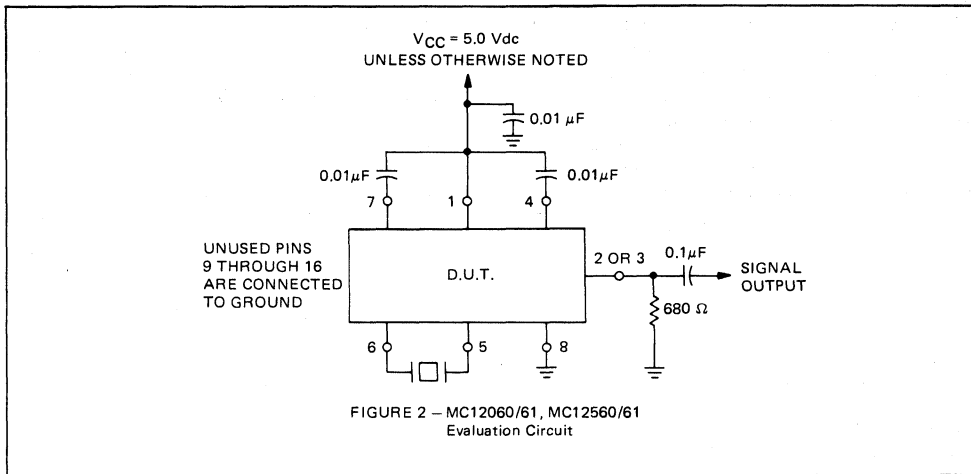 VCC = 5.0 Vdc
UNLESS OTHERWISE NOTED
0.01 µF
0.01µF
0.01µF
7
1
4
UNUSED PINS
9 THROUGH 16
ARE CONNECTED
TO GROUND
D.U.T.
2 OR 3
0.1µF
SIGNAL
OUTPUT
680 Ω
6
5
8
FIGURE 2 – MC12060/61, MC12560/61
Evaluation Circuit